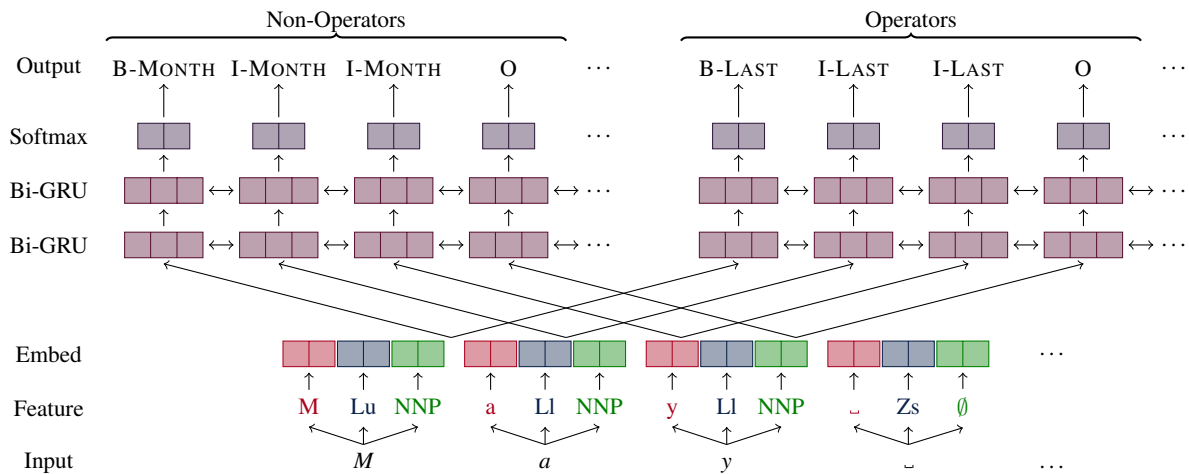 Non-Operators Operators
Output B-MONTH I-MONTH I-MONTH O ... B-LAST I-LAST I-LAST O ...
Softmax ... ...
Bi-GRU ... ...
Bi-GRU ... ...
Embed ...
Feature M Lu NNP a Ll NNP y Ll NNP ␣ Zs ∅
Input M a y ␣ ...